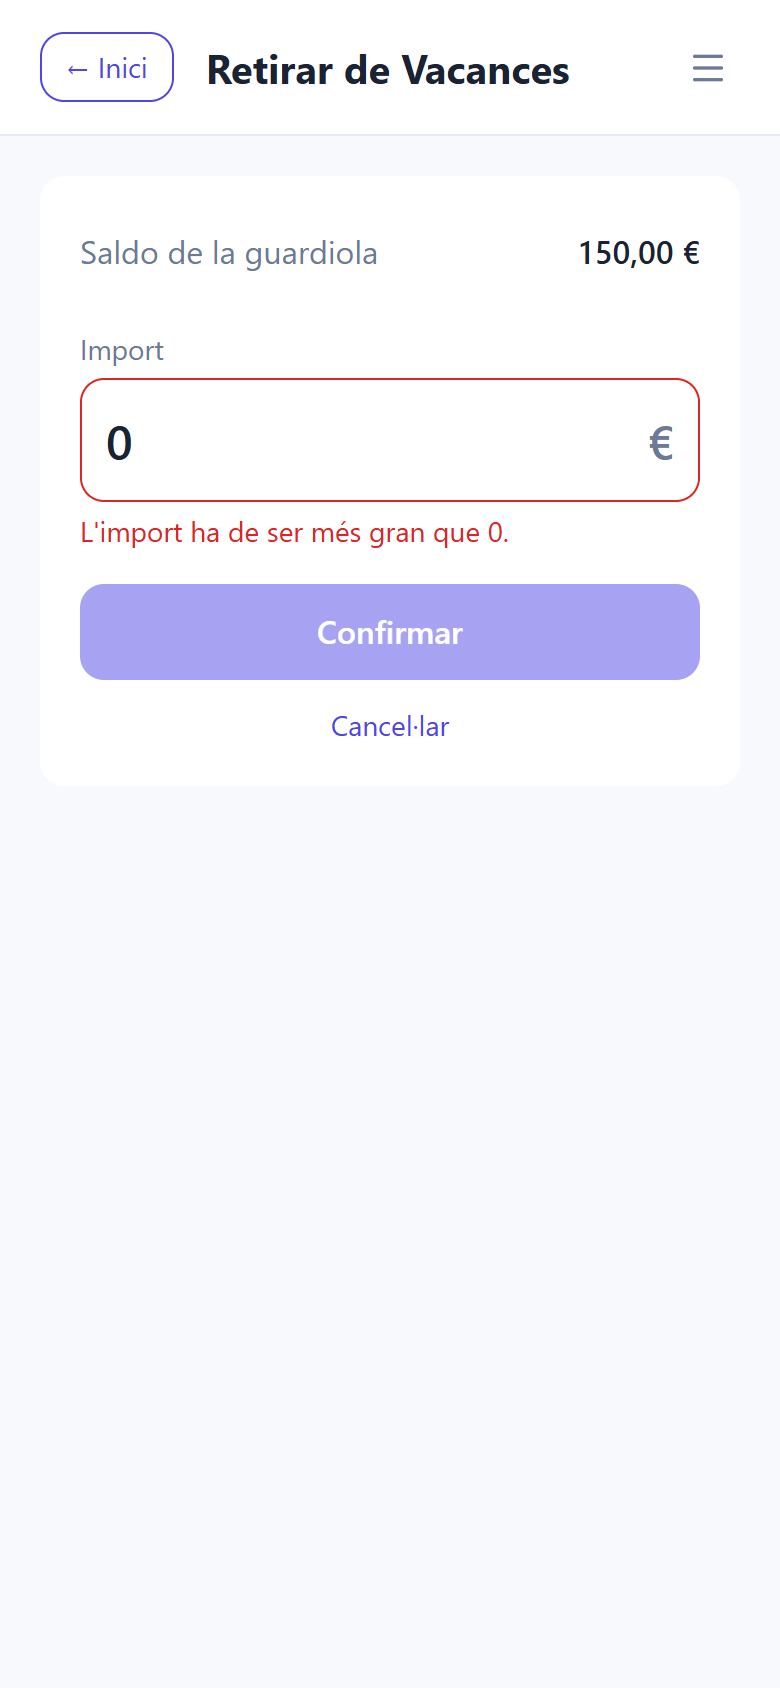 ← Inici
Retirar de Vacances
Saldo de la guardiola 150,00 €
Import
0 €
L'import ha de ser més gran que 0.
Confirmar
Cancel·lar